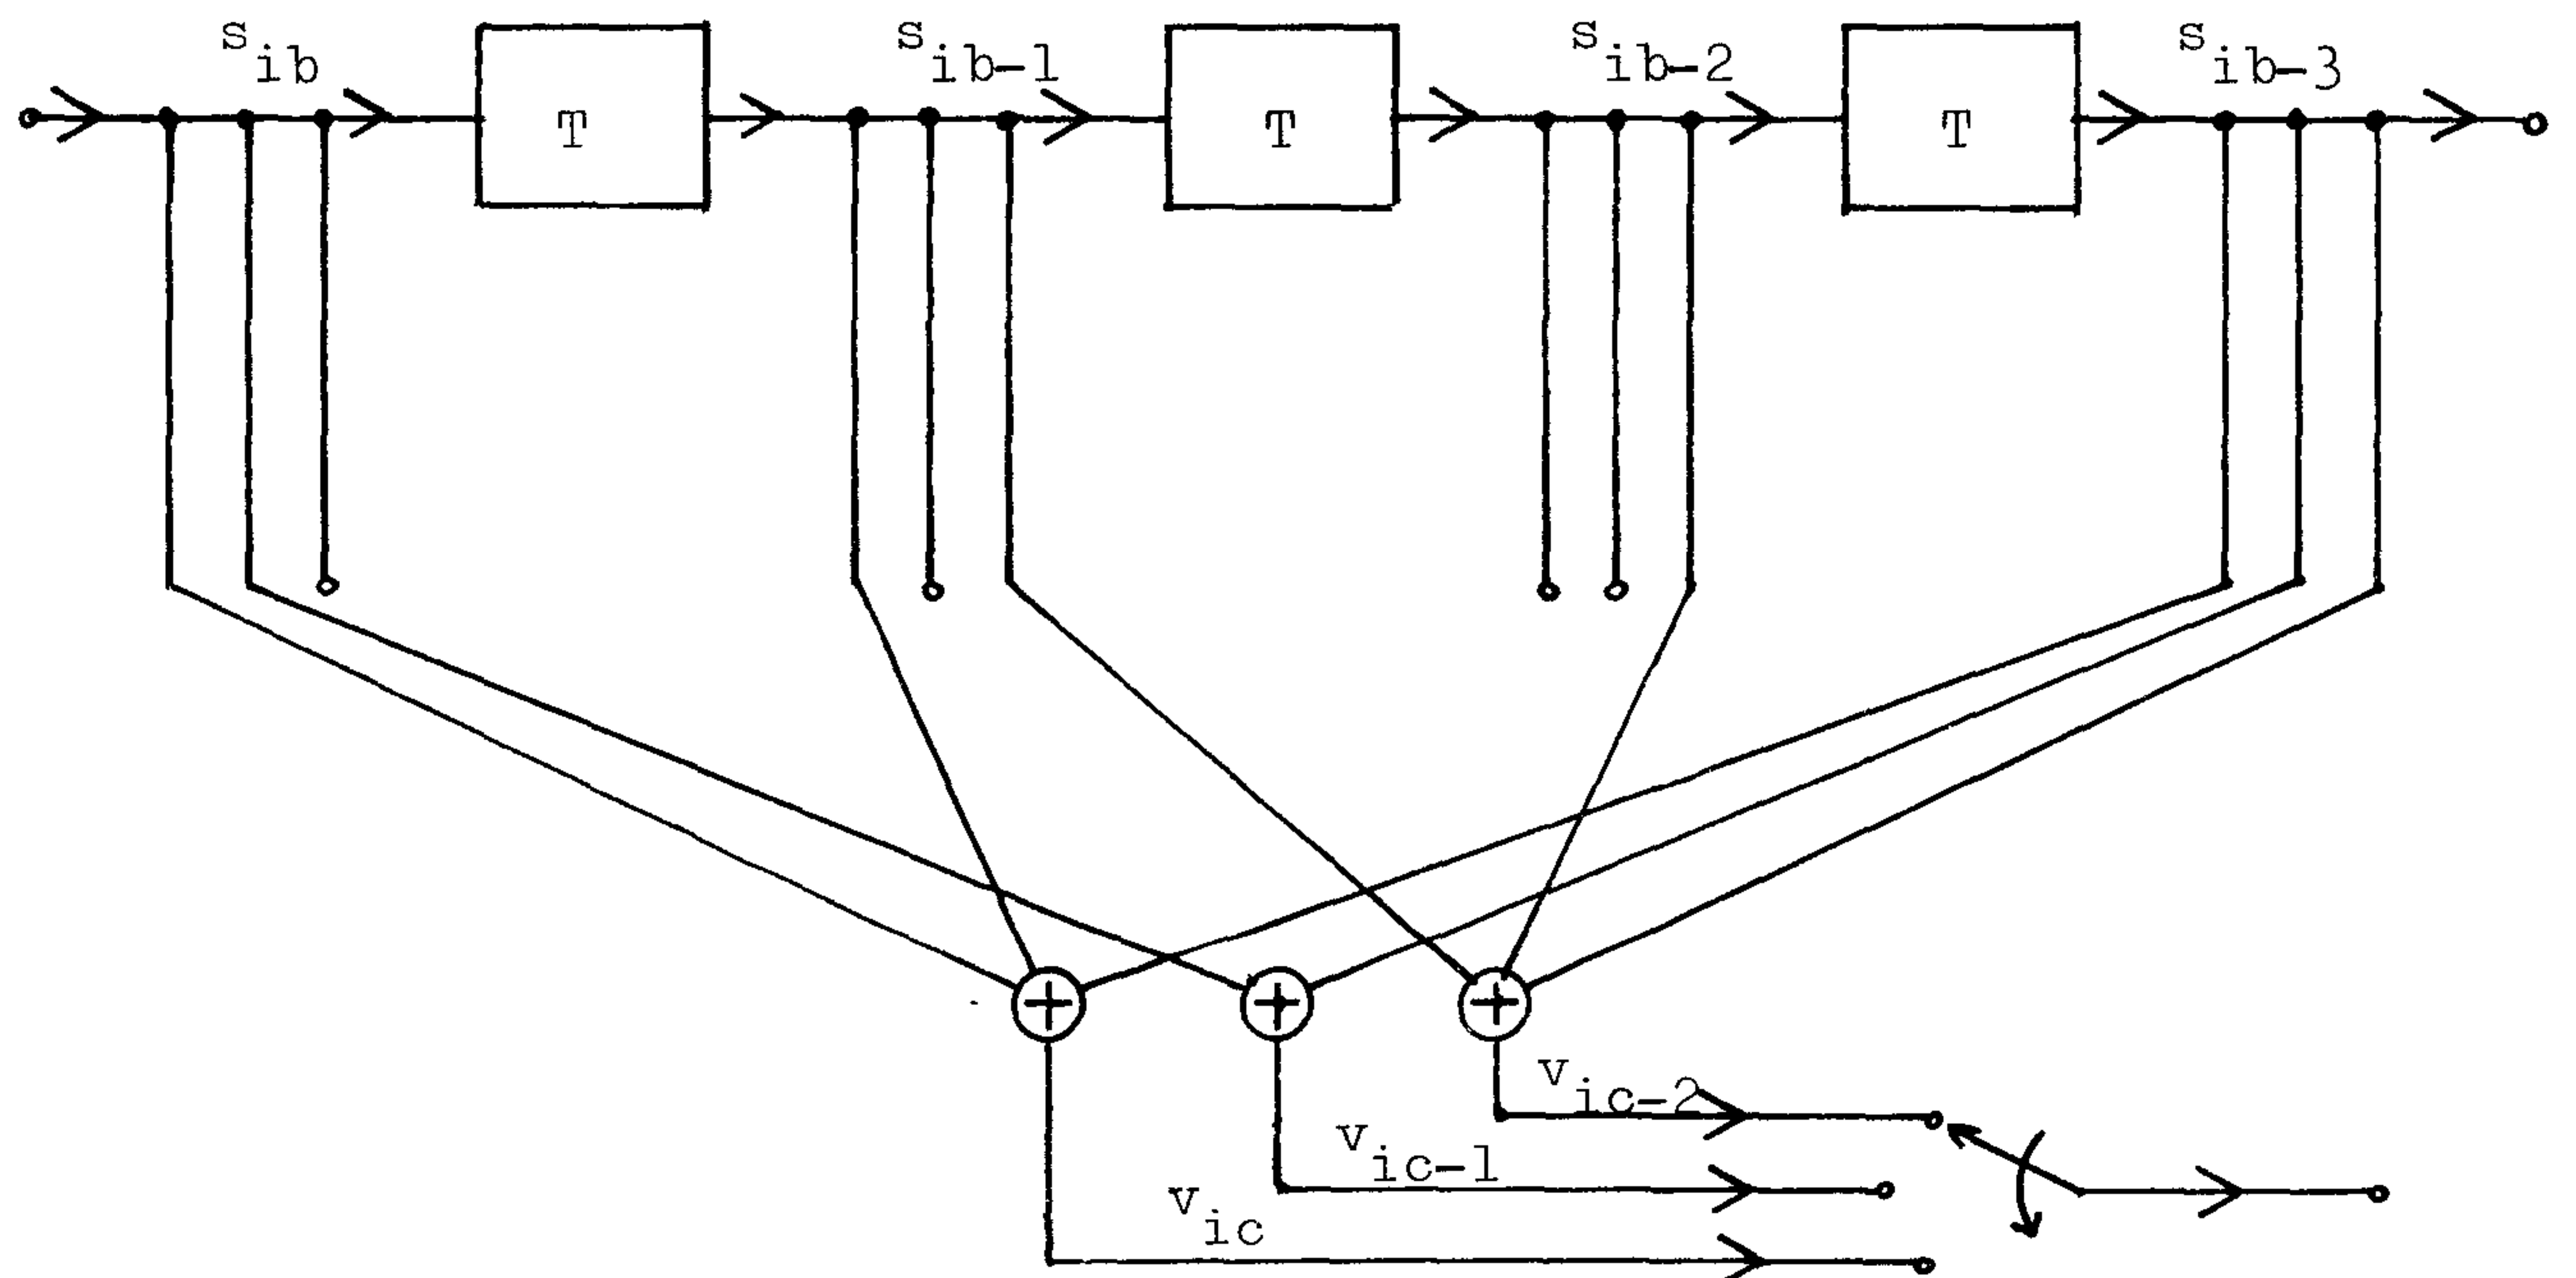 s_ib s_ib-1 s_ib-2 s_ib-3
T T T
+ + +
v_ic-2
v_ic-1
v_ic